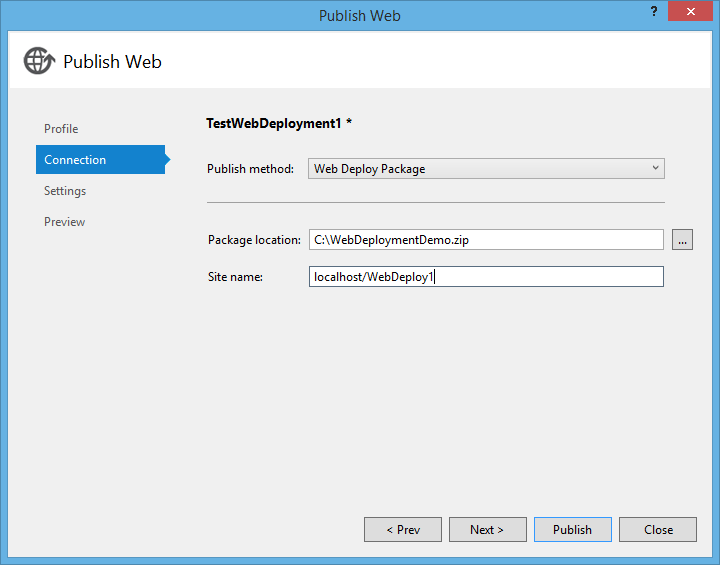 Publish Web
?
Publish Web
Profile
Connection
Settings
Preview
TestWebDeployment1 *
Publish method: Web Deploy Package
Package location: C:\WebDeploymentDemo.zip ...
Site name: localhost/WebDeploy1
< Prev Next > Publish Close